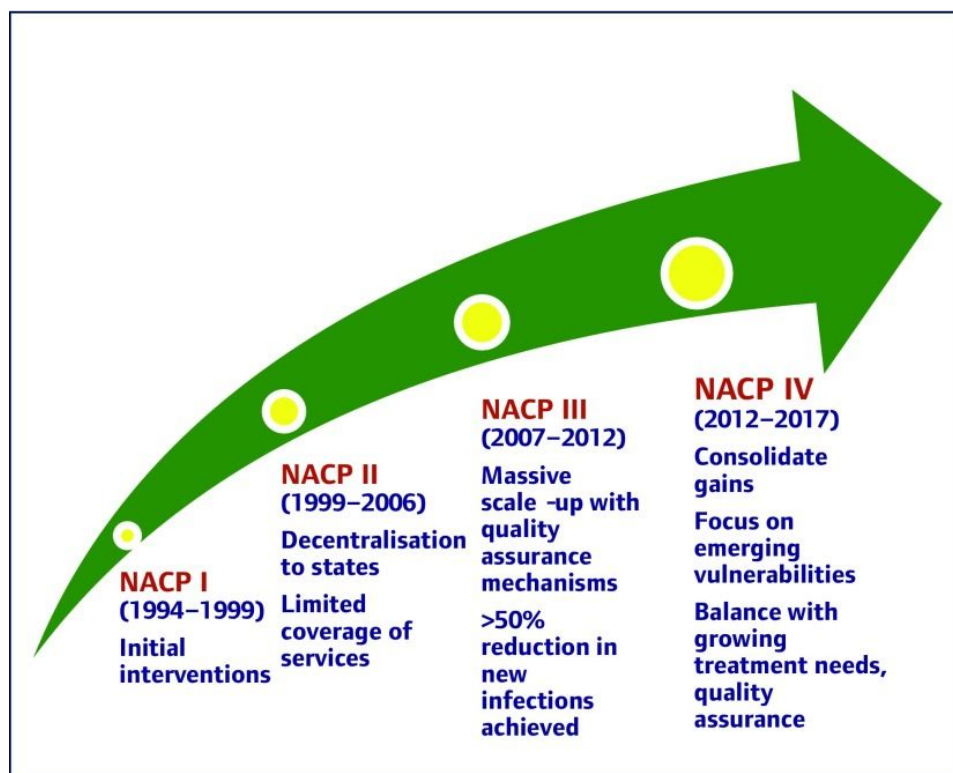 NACP I
(1994–1999)
Initial
interventions
NACP II
(1999–2006)
Decentralisation
to states
Limited
coverage of
services
NACP III
(2007–2012)
Massive
scale -up with
quality
assurance
mechanisms
>50%
reduction in
new
infections
achieved
NACP IV
(2012–2017)
Consolidate
gains
Focus on
emerging
vulnerabilities
Balance with
growing
treatment needs,
quality
assurance